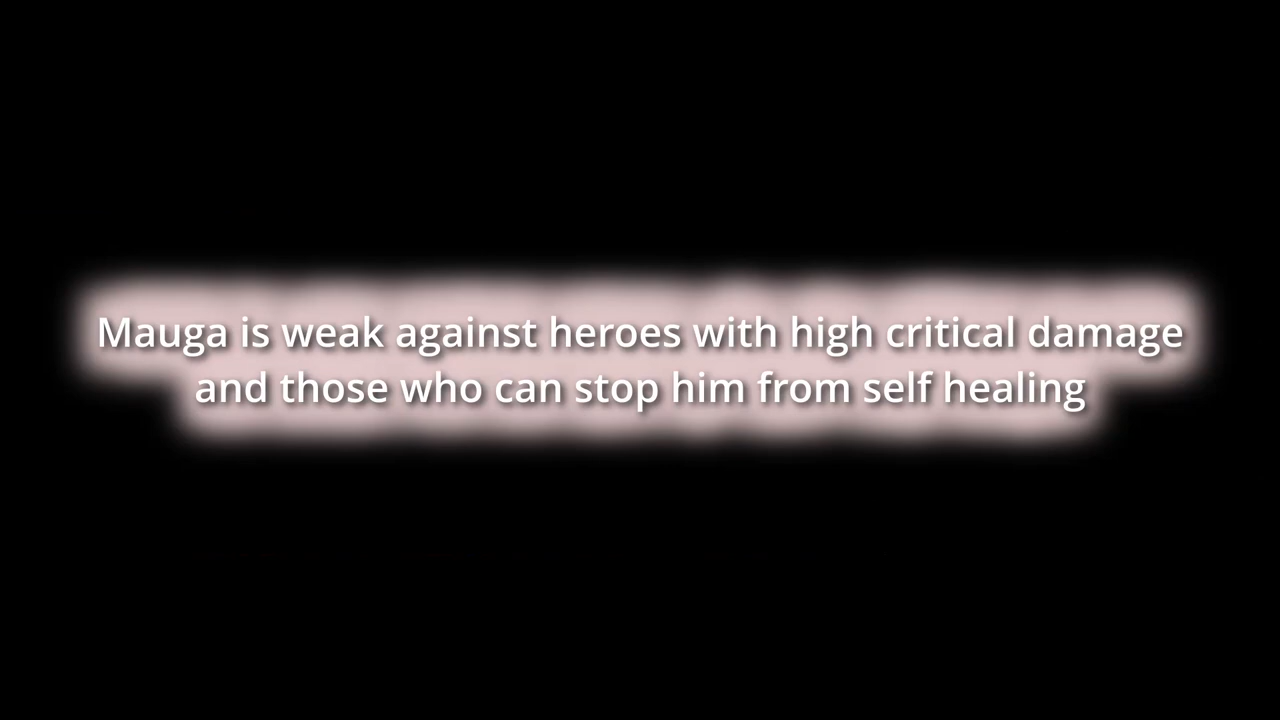 Mauga is weak against heroes with high critical damage
and those who can stop him from self healing